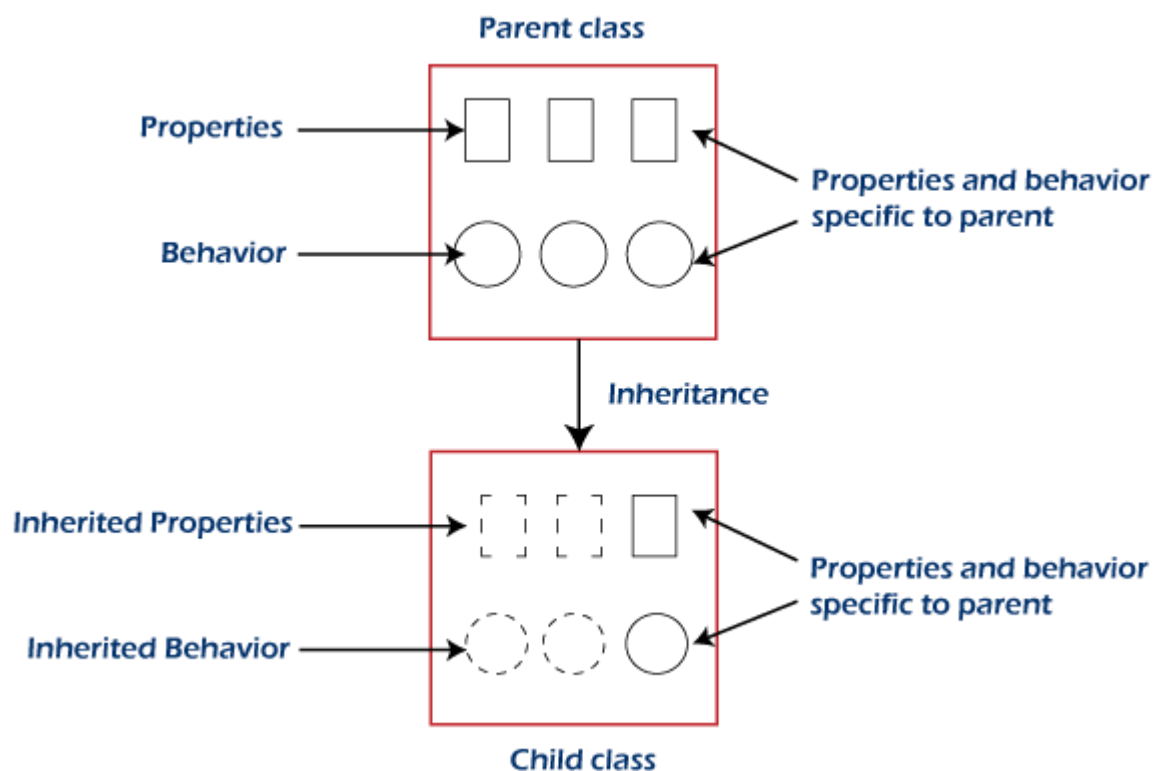 Parent class
Properties
Properties and behavior
specific to parent
Behavior
Inheritance
Inherited Properties
Properties and behavior
specific to parent
Inherited Behavior
Child class